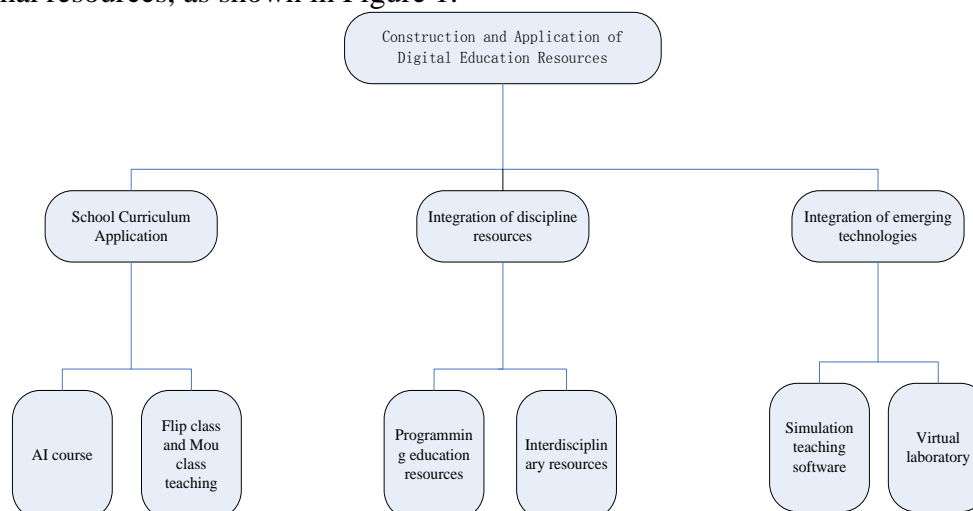 nal resources, as shown in Figure 1.
Construction and Application of
Digital Education Resources
School Curriculum
Application
Integration of discipline
resources
Integration of emerging
technologies
AI course
Flip class
and Mou
class
teaching
Programmin
g education
resources
Interdisciplin
ary resources
Simulation
teaching
software
Virtual
laboratory